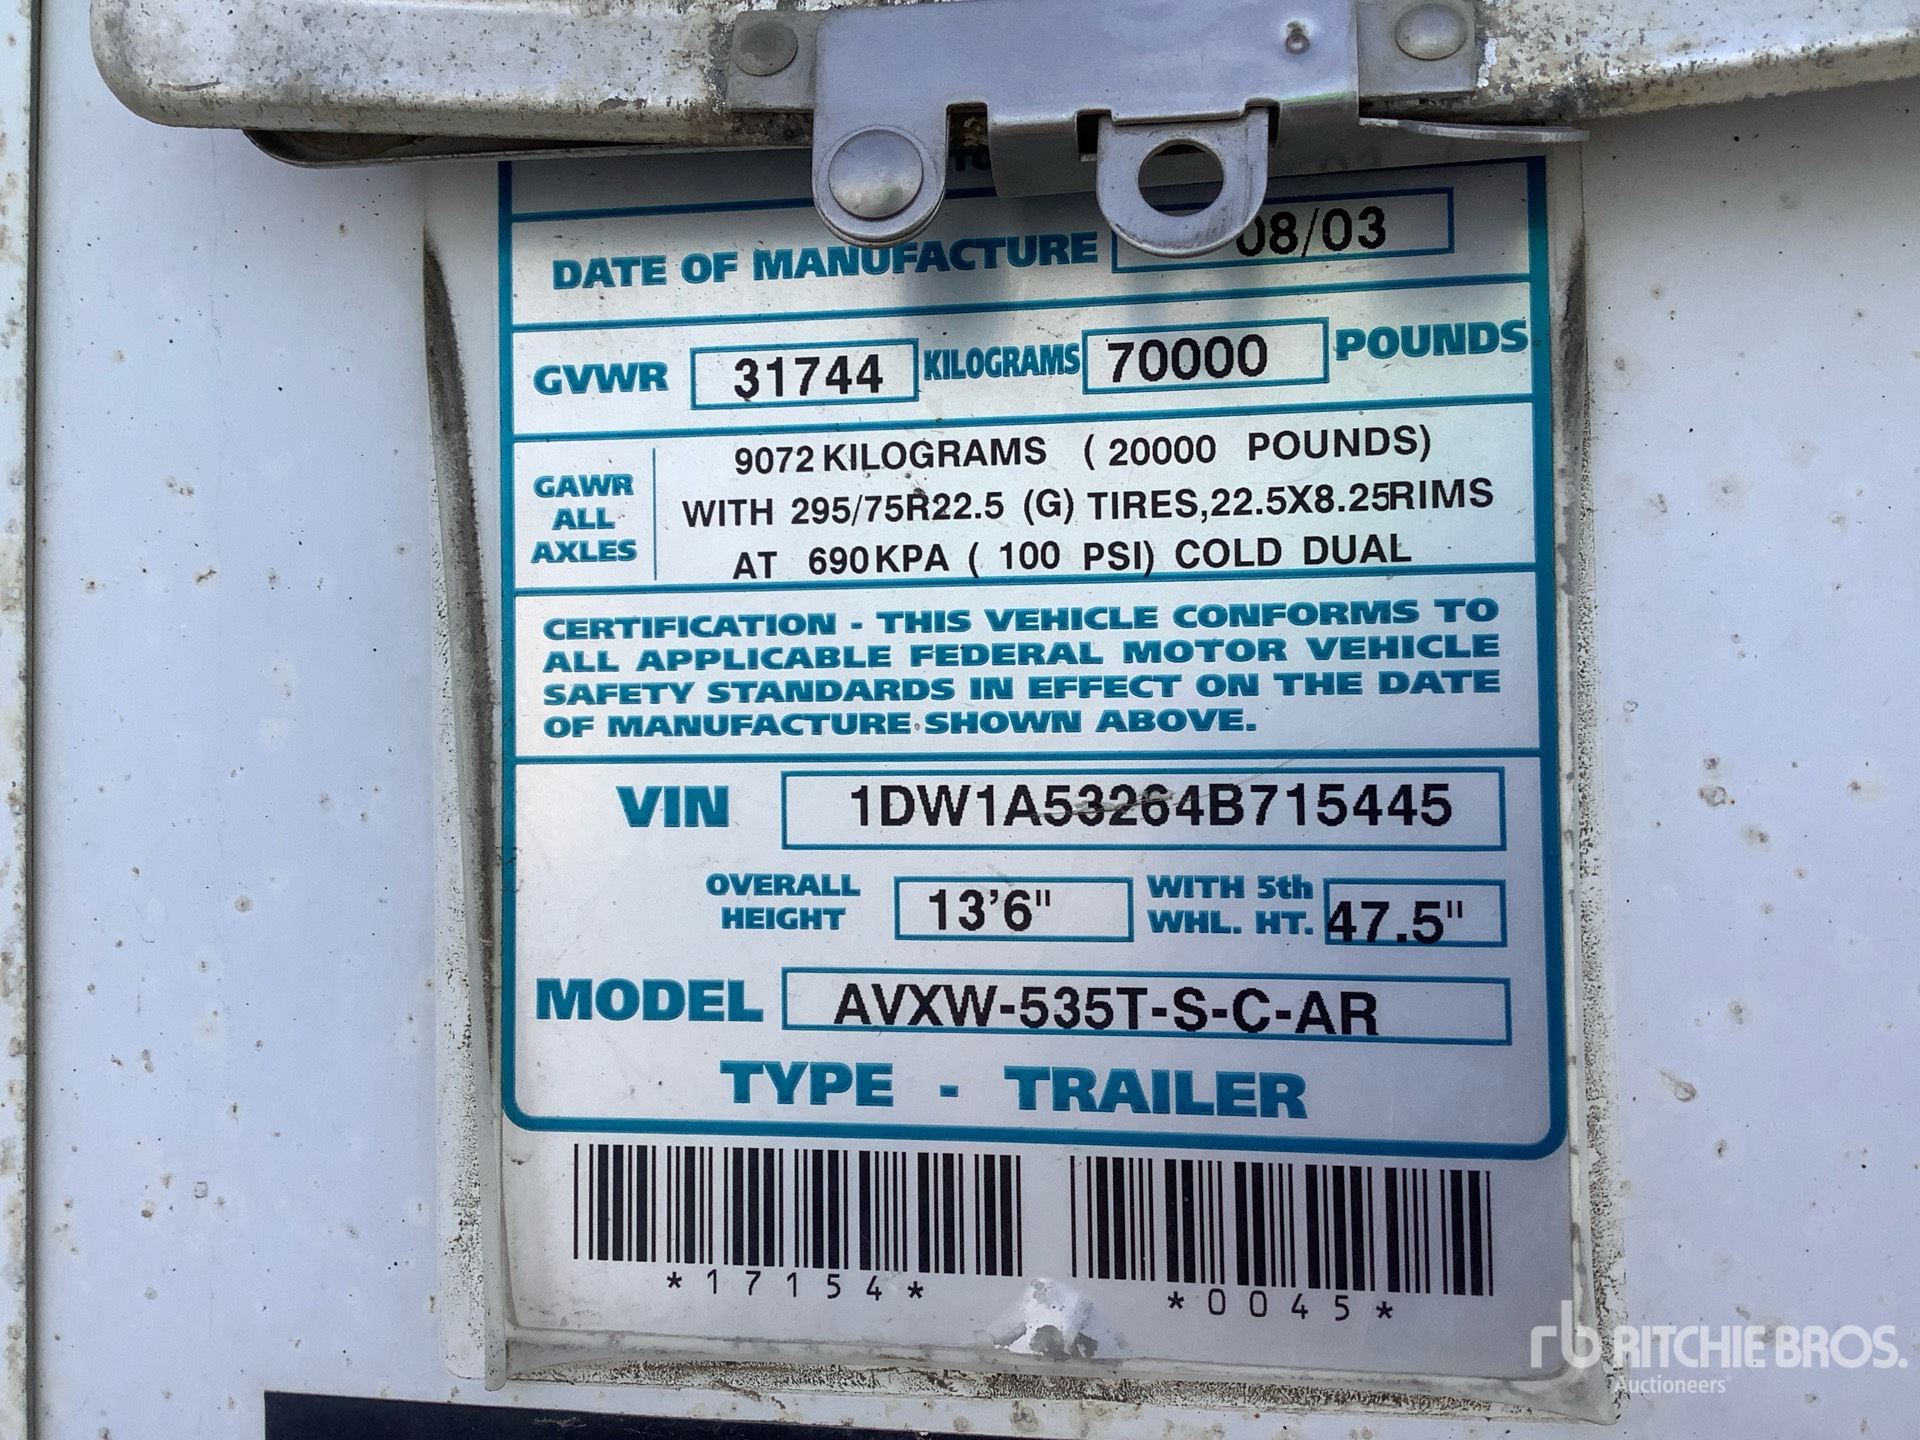 DATE OF MANUFACTURE 08/03
GVWR 31744 KILOGRAMS 70000 POUNDS
GAWR ALL AXLES
9072 KILOGRAMS ( 20000 POUNDS)
WITH 295/75R22.5 (G) TIRES,22.5X8.25RIMS
AT 690KPA ( 100 PSI) COLD DUAL
CERTIFICATION - THIS VEHICLE CONFORMS TO
ALL APPLICABLE FEDERAL MOTOR VEHICLE
SAFETY STANDARDS IN EFFECT ON THE DATE
OF MANUFACTURE SHOWN ABOVE.
VIN 1DW1A53264B715445
OVERALL HEIGHT 13'6" WITH 5th WHL. HT. 47.5"
MODEL AVXW-535T-S-C-AR
TYPE - TRAILER
*17154* *0045*
rb RITCHIE BROS.
Auctioneers